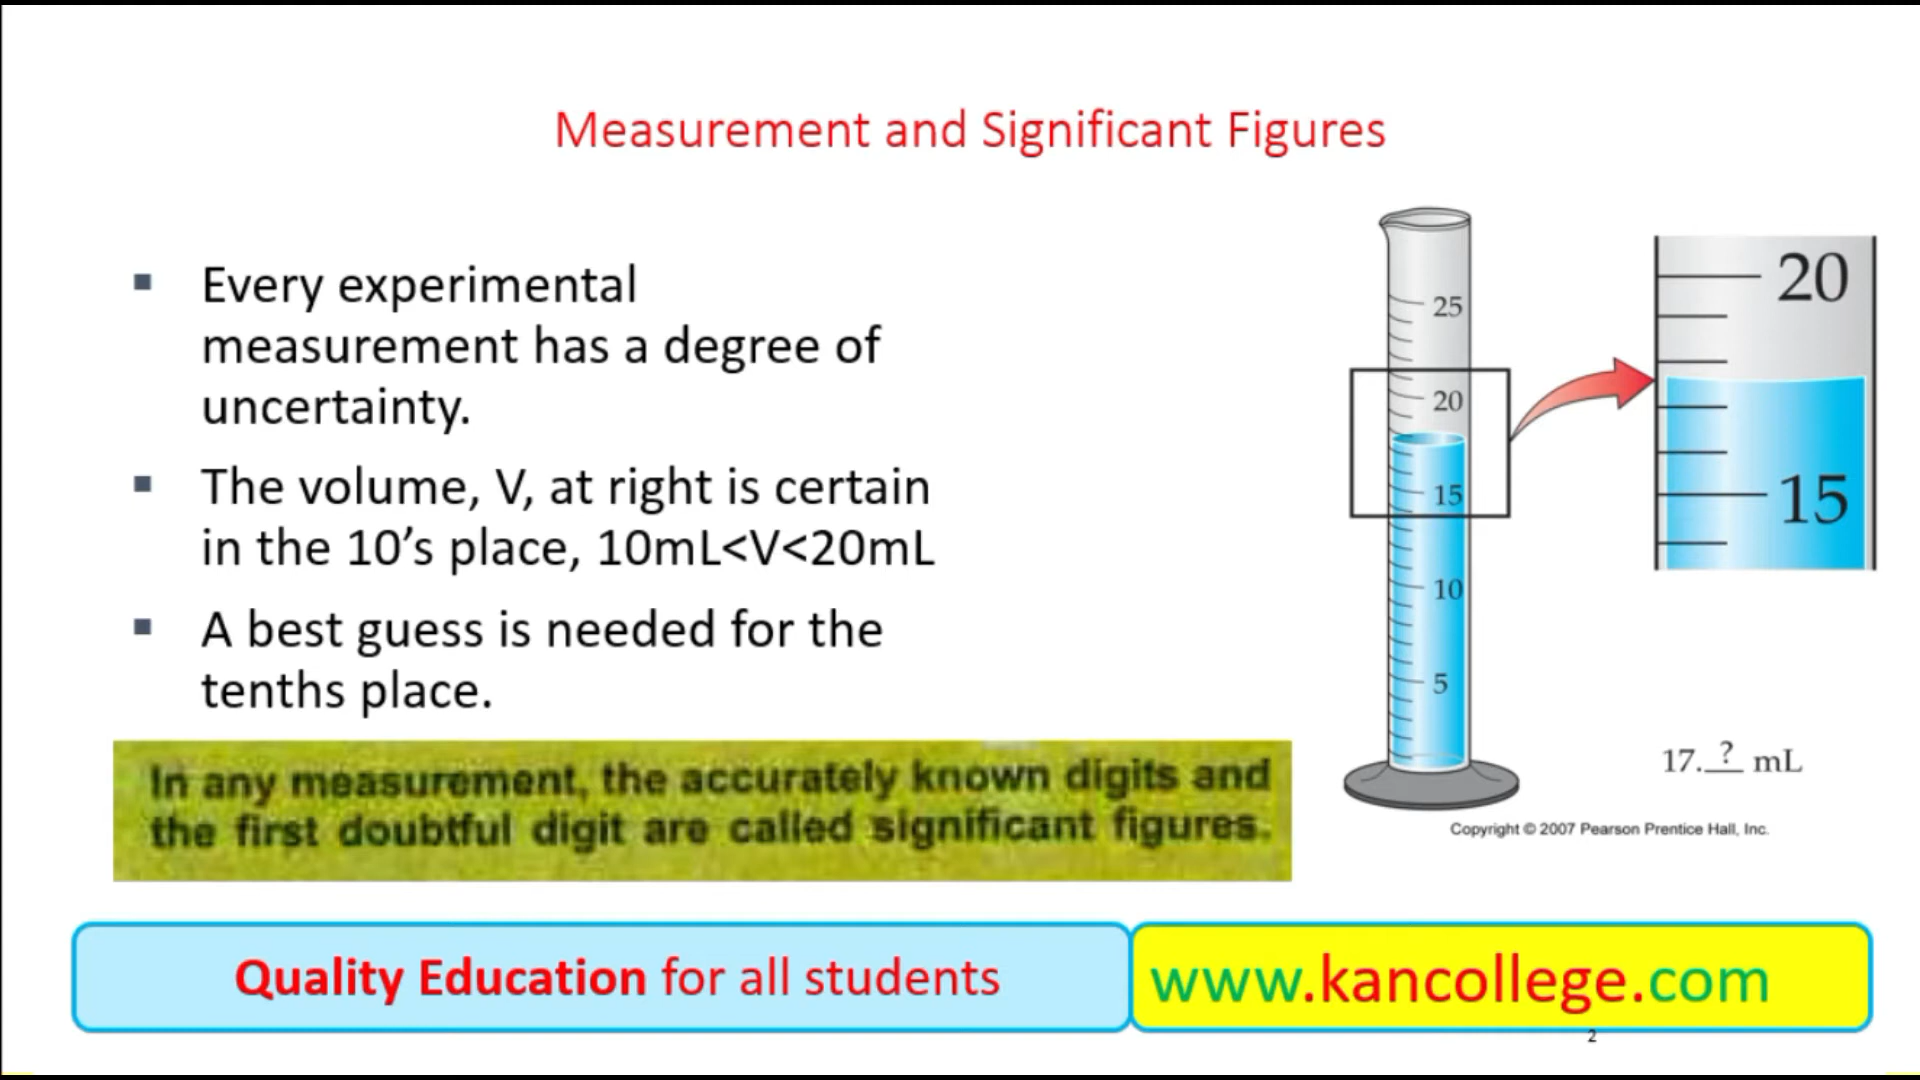 Measurement and Significant Figures
▪ Every experimental
measurement has a degree of
uncertainty.
▪ The volume, V, at right is certain
in the 10’s place, 10mL<V<20mL
▪ A best guess is needed for the
tenths place.
In any measurement, the accurately known digits and
the first doubtful digit are called significant figures.
25
20
15
10
5
20
15
17.? mL
Copyright © 2007 Pearson Prentice Hall, Inc.
Quality Education for all students
www.kancollege.com
2